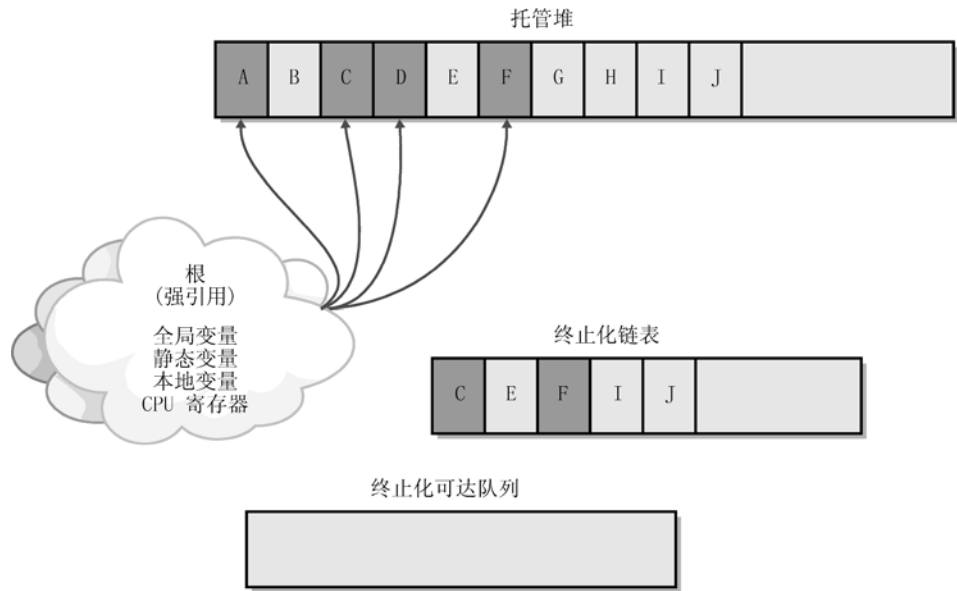 托管堆
A B C D E F G H I J
根
(强引用)
全局变量
静态变量
本地变量
CPU 寄存器
终止化链表
C E F I J
终止化可达队列